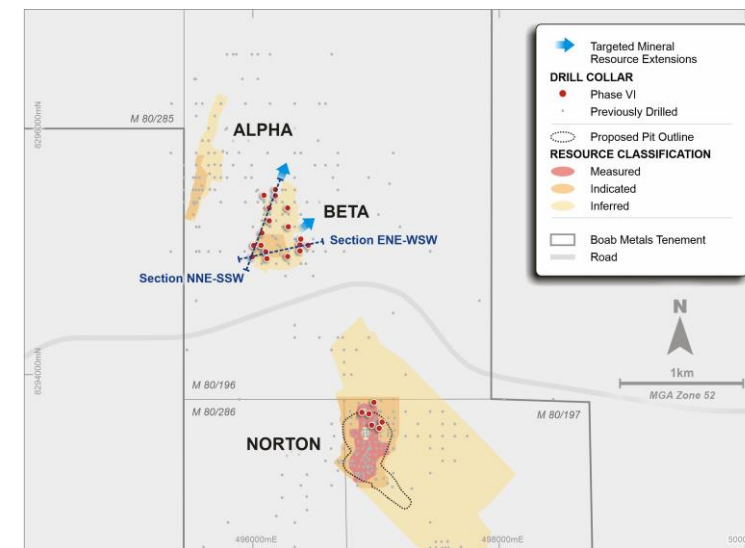 Targeted Mineral
Resource Extensions
DRILL COLLAR
Phase VI
Previously Drilled
Proposed Pit Outline
RESOURCE CLASSIFICATION
Measured
Indicated
Inferred
Boab Metals Tenement
Road
8296000mN
M 80/285
ALPHA
BETA
Section ENE-WSW
Section NNE-SSW
N
1km
MGA Zone 52
8294000mN
M 80/196
M 80/286
M 80/197
NORTON
496000mE
498000mE